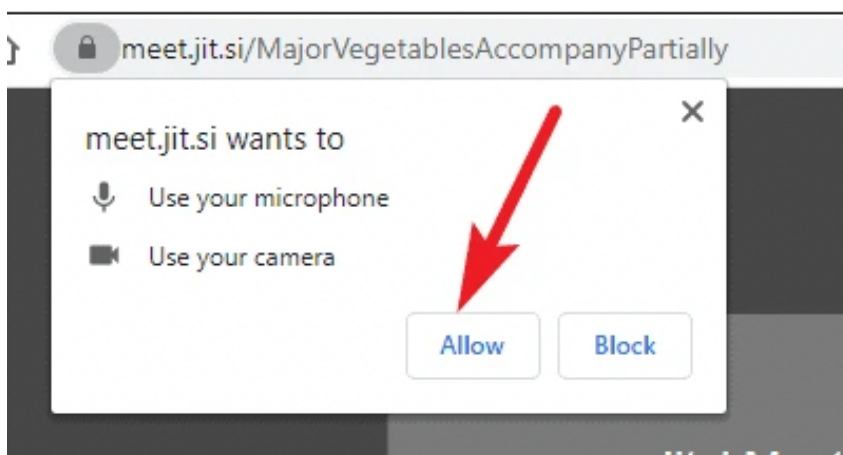 meet.jit.si/MajorVegetablesAccompanyPartially
meet.jit.si wants to
Use your microphone
Use your camera
Allow Block